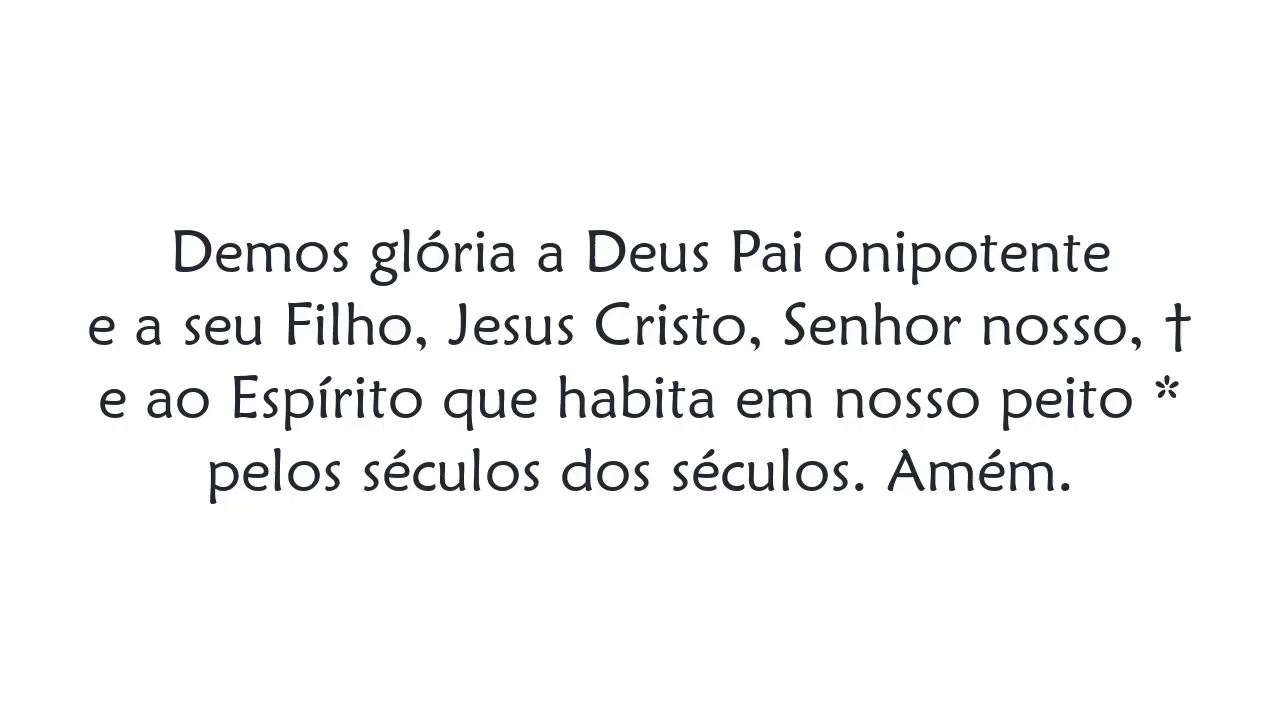 Demos glória a Deus Pai onipotente
e a seu Filho, Jesus Cristo, Senhor nosso, †
e ao Espírito que habita em nosso peito *
pelos séculos dos séculos. Amém.